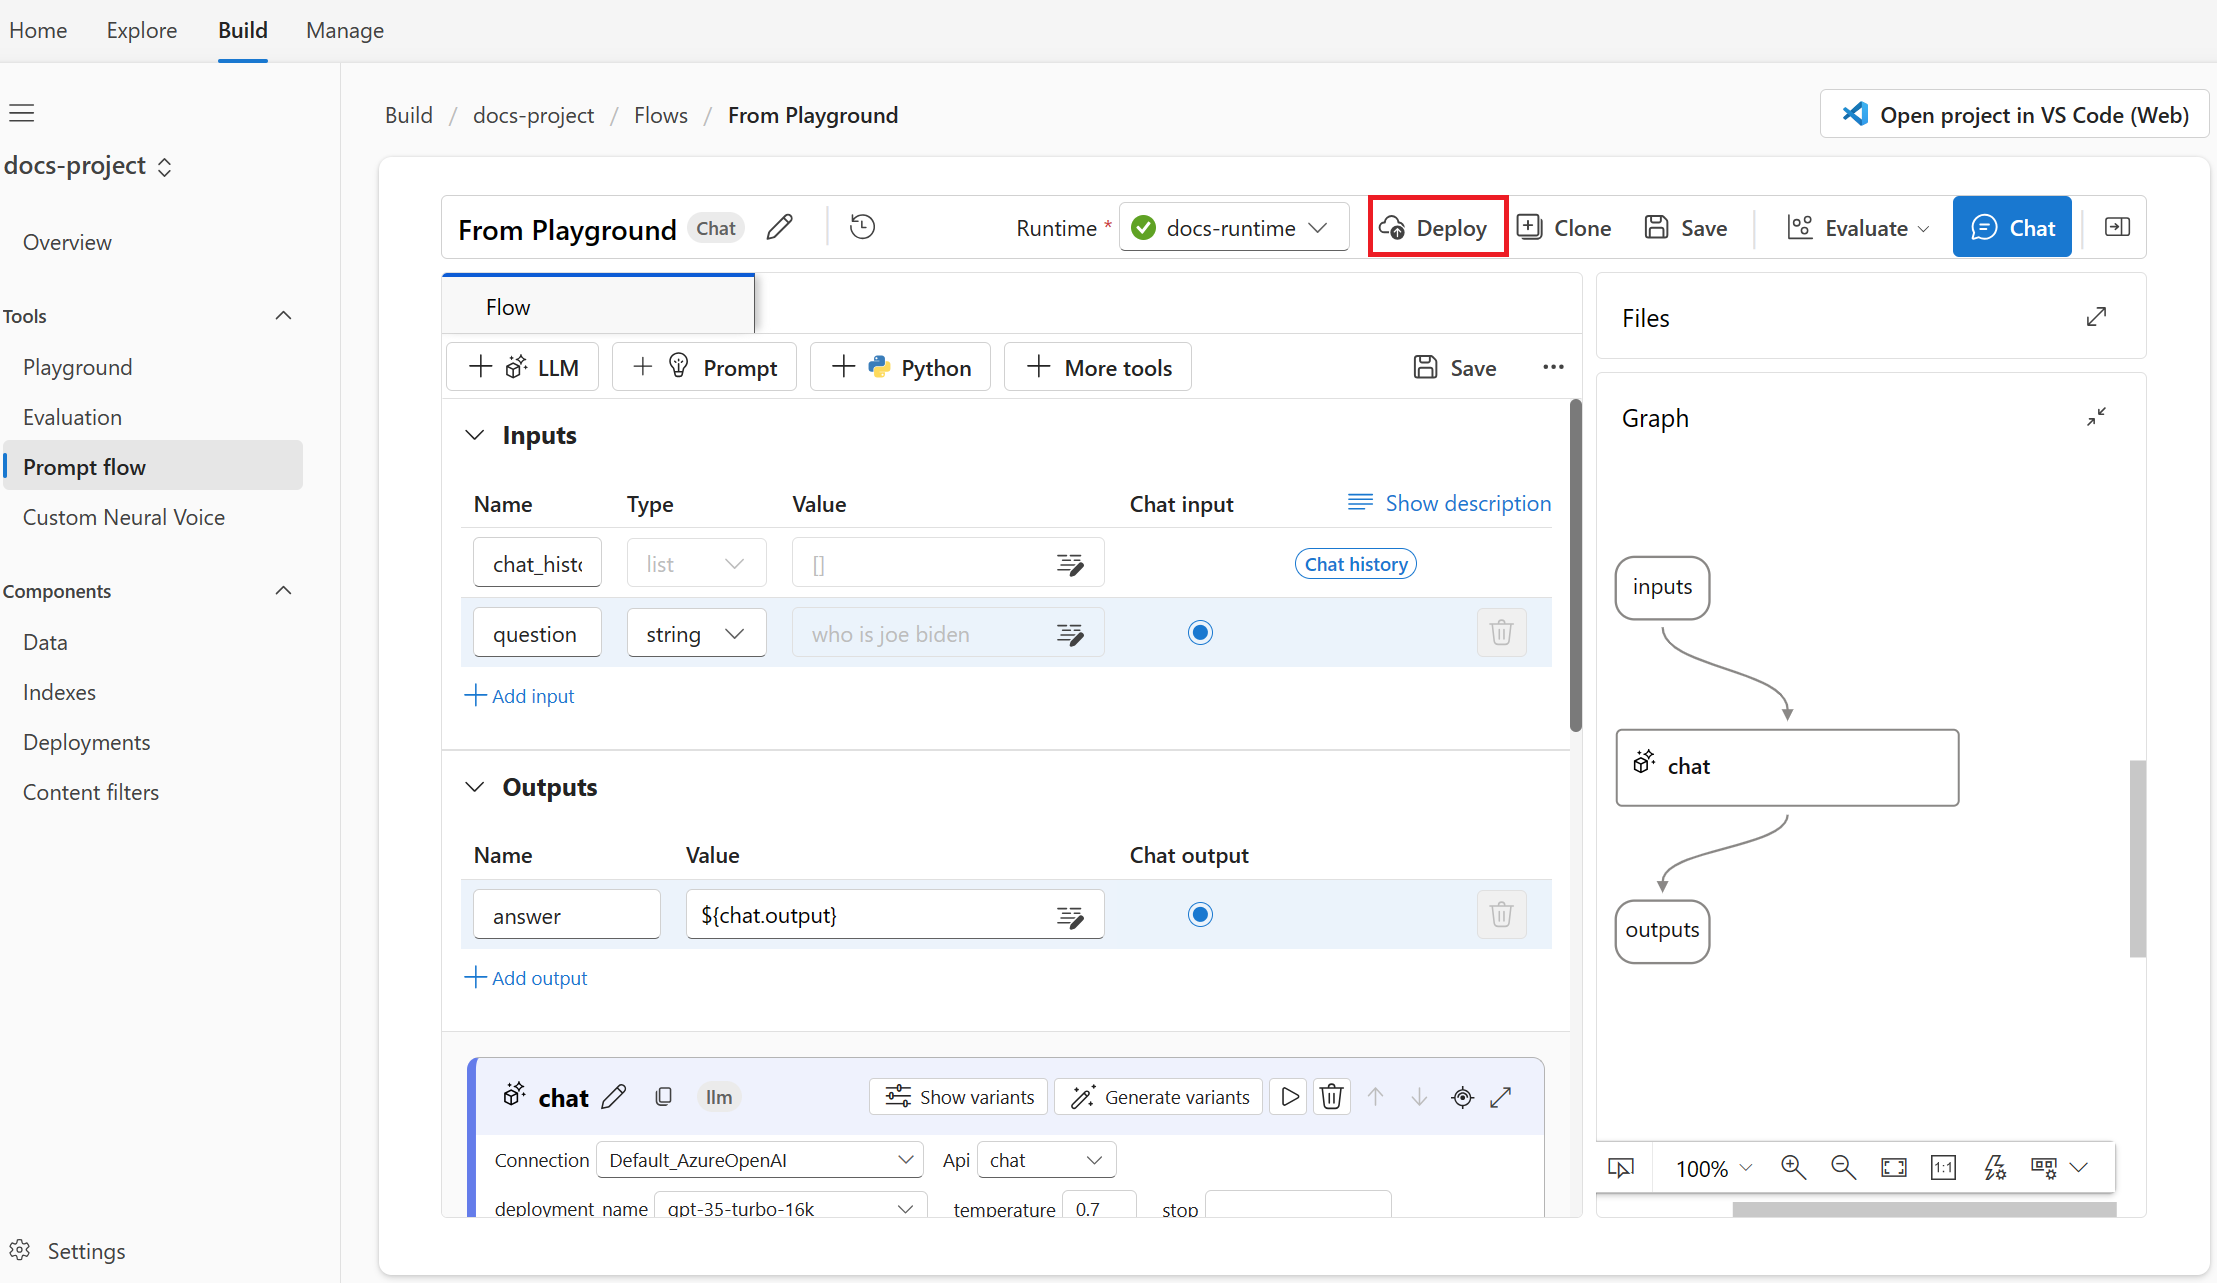 Home Explore Build Manage
docs-project
Overview
Tools
Playground
Evaluation
Prompt flow
Custom Neural Voice
Components
Data
Indexes
Deployments
Content filters
Settings
Build / docs-project / Flows / From Playground
Open project in VS Code (Web)
From Playground Chat Runtime * docs-runtime Deploy Clone Save Evaluate Chat
Flow
LLM Prompt Python More tools Save
Inputs
Name Type Value Chat input Show description
chat_histo list [] Chat history
question string who is joe biden
Add input
Outputs
Name Value Chat output
answer ${chat.output}
Add output
chat llm Show variants Generate variants
Connection Default_AzureOpenAI Api chat
deployment_name gpt-35-turbo-16k temperature 0.7 stop
Files
Graph
inputs
chat
outputs
100% 1:1